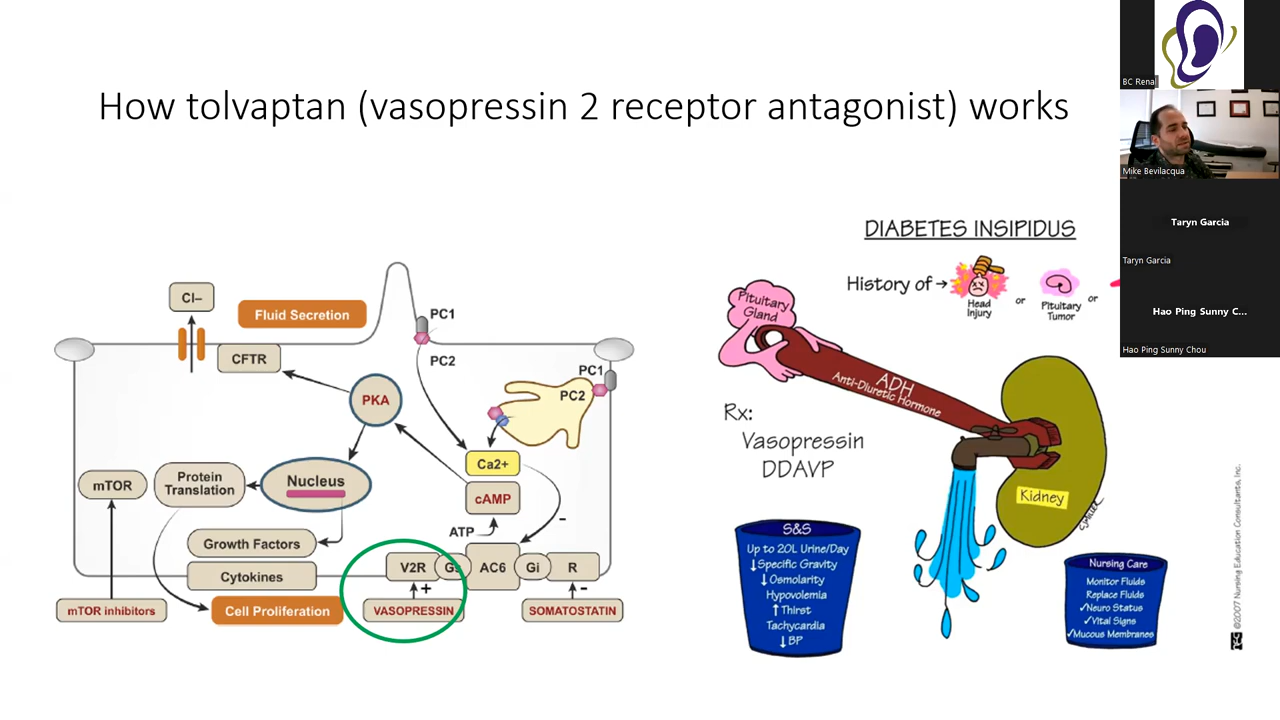 How tolvaptan (vasopressin 2 receptor antagonist) works
Cl–
Fluid Secretion
CFTR
PC1
PC2
PC1
PC2
PKA
Ca2+
cAMP
ATP
mTOR
Protein
Translation
Nucleus
Growth Factors
Cytokines
Cell Proliferation
mTOR inhibitors
V2R
Gs
AC6
Gi
R
+
-
-
VASOPRESSIN
SOMATOSTATIN
DIABETES INSIPIDUS
History of →
Head
Injury
or
Pituitary
Tumor
or
Pituitary
Gland
ADH
Anti-Diuretic Hormone
Rx:
Vasopressin
DDAVP
Kidney
CJMILLER
S&S
Up to 20L Urine/Day
↓Specific Gravity
↓Osmolarity
Hypovolemia
↑Thirst
Tachycardia
↓BP
Nursing Care
Monitor Fluids
Replace Fluids
✓Neuro Status
✓Vital Signs
✓Mucous Membranes
©2007 Nursing Education Consultants, Inc.
BC Renal
Mike Bevilacqua
Taryn Garcia
Taryn Garcia
Hao Ping Sunny C...
Hao Ping Sunny Chou